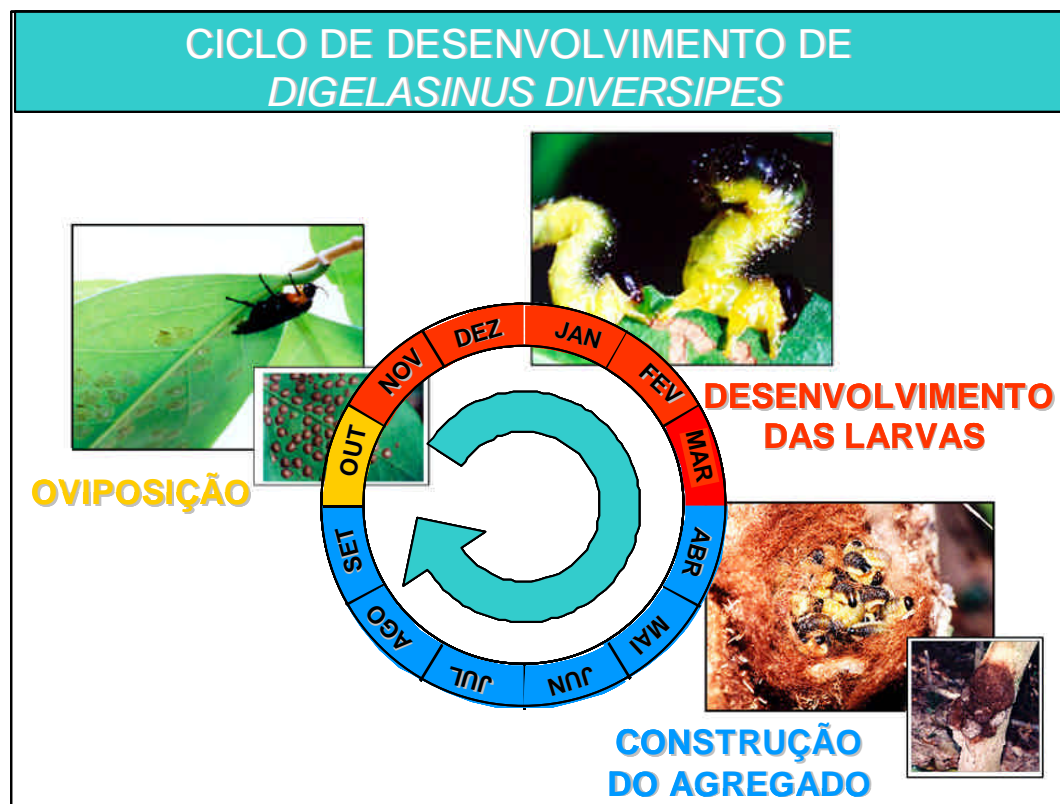 CICLO DE DESENVOLVIMENTO DE
DIGELASINUS DIVERSIPES
OVIPOSIÇÃO
DESENVOLVIMENTO
DAS LARVAS
CONSTRUÇÃO
DO AGREGADO
JAN
FEV
MAR
ABR
MAI
JUN
JUL
AGO
SET
OUT
NOV
DEZ